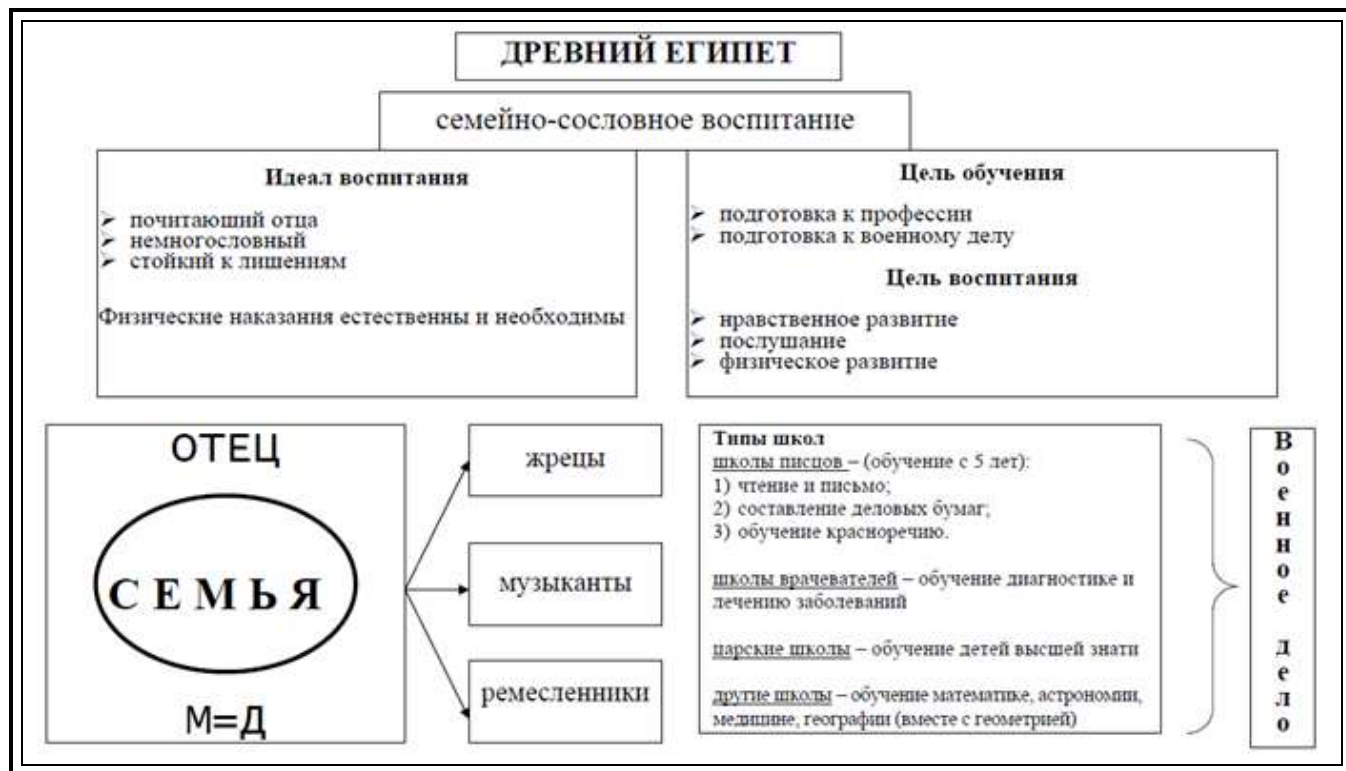 ДРЕВНИЙ ЕГИПЕТ
семейно-сословное воспитание
Идеал воспитания
➢ почитаюший отца
➢ немногословный
➢ стойкий к лишениям
Физические наказания естественны и необходимы
Цель обучения
➢ подготовка к профессии
➢ подготовка к военному делу
Цель воспитания
➢ нравственное развитие
➢ послушание
➢ физическое развитие
ОТЕЦ
СЕМЬЯ
М=Д
жрецы
музыканты
ремесленники
Типы школ
школы писцов – (обучение с 5 лет):
1) чтение и письмо;
2) составление деловых бумаг;
3) обучение красноречию.
школы врачевателей – обучение диагностике и
лечению заболеваний
царские школы – обучение детей высшей знати
другие школы – обучение математике, астрономии,
медицине, географии (вместе с геометрией)
Военное дело